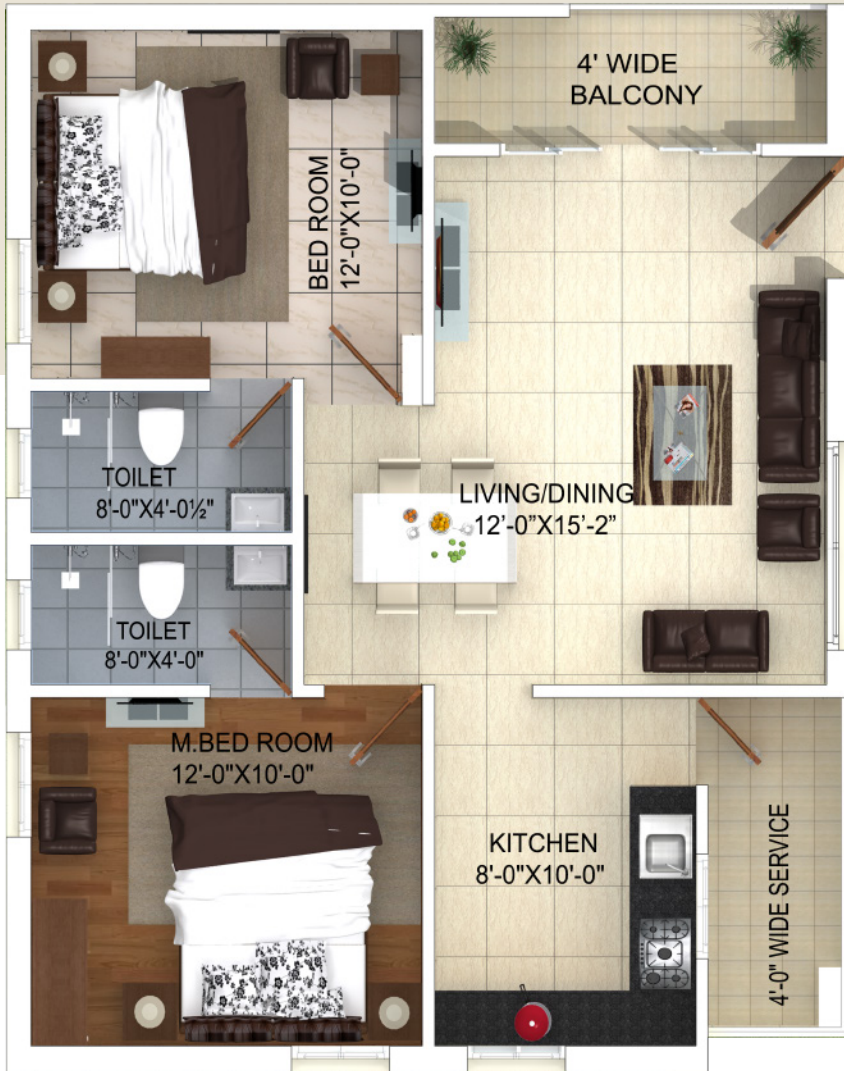 4' WIDE
BALCONY
BED ROOM
12'-0"X10'-0"
TOILET
8'-0"X4'-0½"
LIVING/DINING
12'-0”X15'-2”
TOILET
8'-0"X4'-0"
M.BED ROOM
12'-0"X10'-0"
KITCHEN
8'-0"X10'-0"
4'-0" WIDE SERVICE